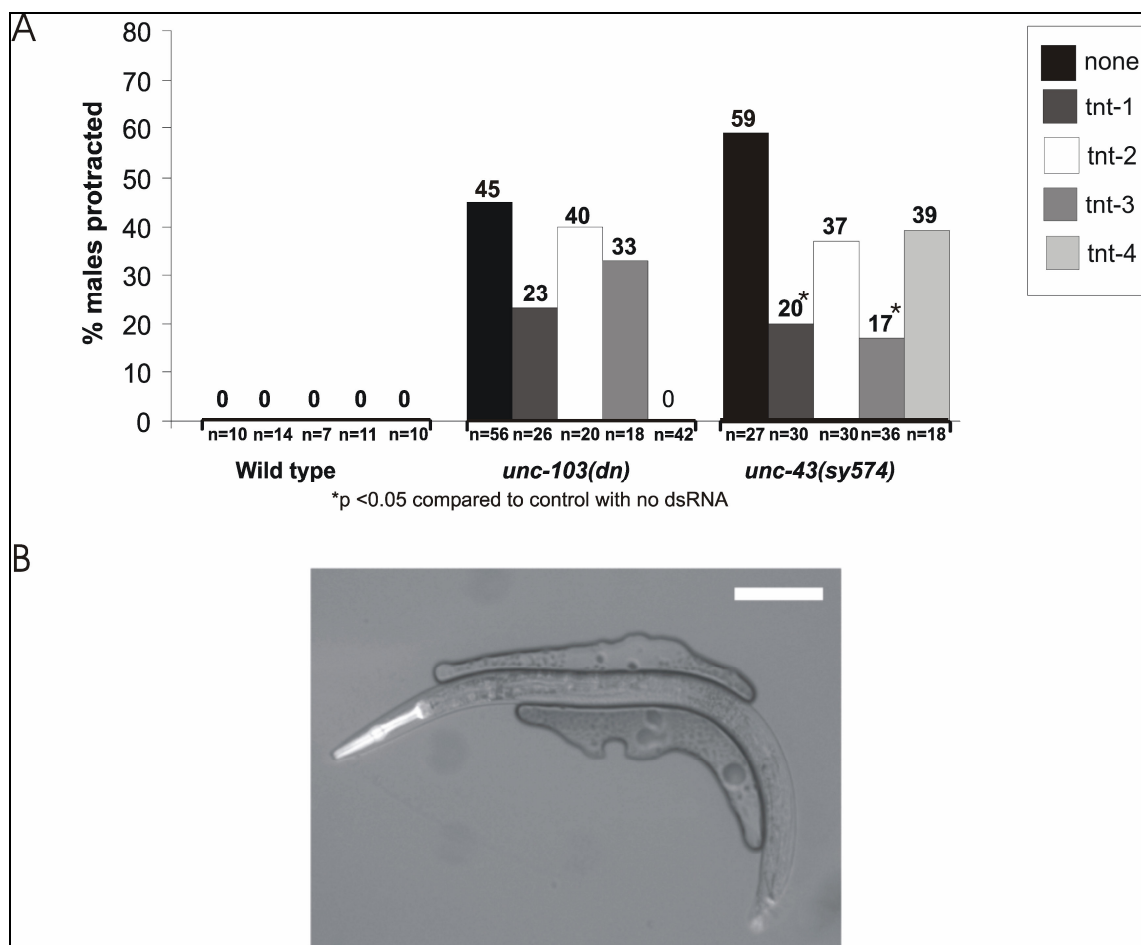 A
80
70
60
50
40
30
20
10
0
% males protracted
0 0 0 0 0
45 23 40 33 0
59 20* 37 17* 39
n=10 n=14 n=7 n=11 n=10
n=56 n=26 n=20 n=18 n=42
n=27 n=30 n=30 n=36 n=18
Wild type
unc-103(dn)
unc-43(sy574)
*p <0.05 compared to control with no dsRNA
none
tnt-1
tnt-2
tnt-3
tnt-4
B